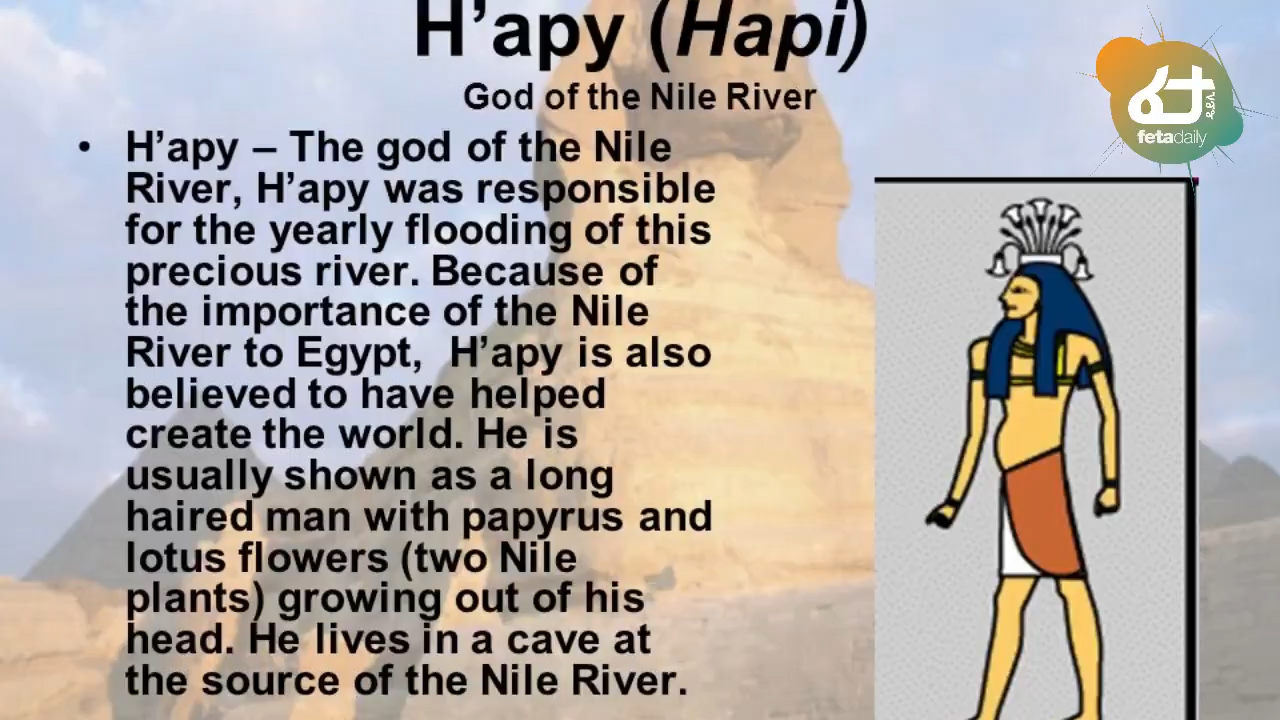 H’apy (Hapi)
God of the Nile River
• H’apy – The god of the Nile
River, H’apy was responsible
for the yearly flooding of this
precious river. Because of
the importance of the Nile
River to Egypt,  H’apy is also
believed to have helped
create the world. He is
usually shown as a long
haired man with papyrus and
lotus flowers (two Nile
plants) growing out of his
head. He lives in a cave at
the source of the Nile River.
fetadaily